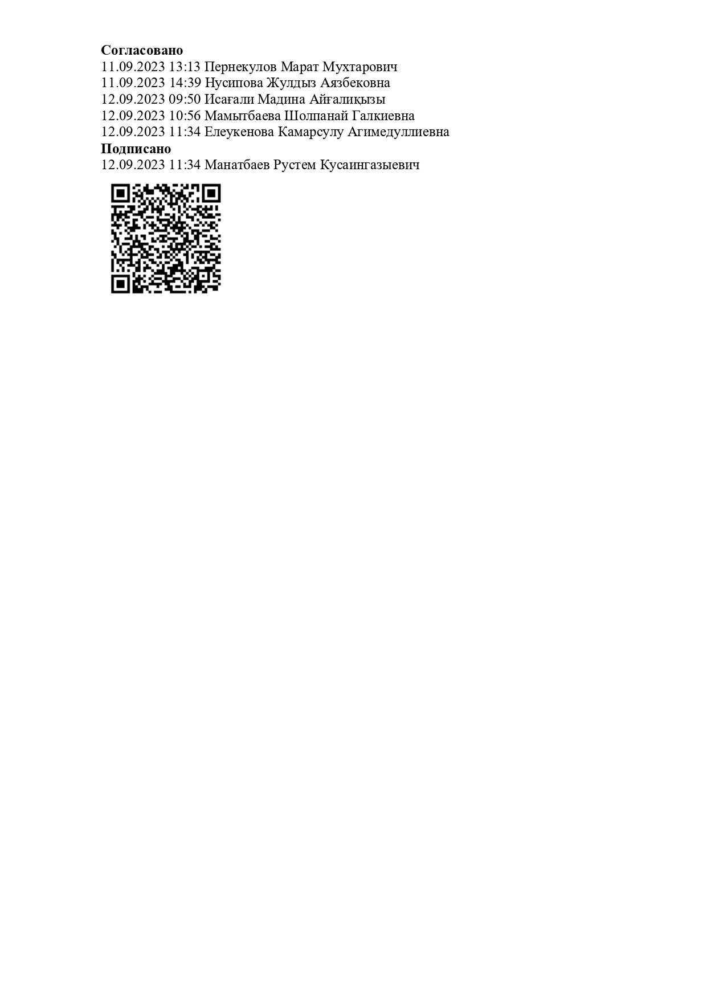 Согласовано
11.09.2023 13:13 Пернекулов Марат Мухтарович
11.09.2023 14:39 Нусипова Жулдыз Аязбековна
12.09.2023 09:50 Исағали Мадина Айғалиқызы
12.09.2023 10:56 Мамытбаева Шолпанай Галкиевна
12.09.2023 11:34 Елеукенова Камарсулу Агимедуллиевна
Подписано
12.09.2023 11:34 Манатбаев Рустем Кусаингазыевич